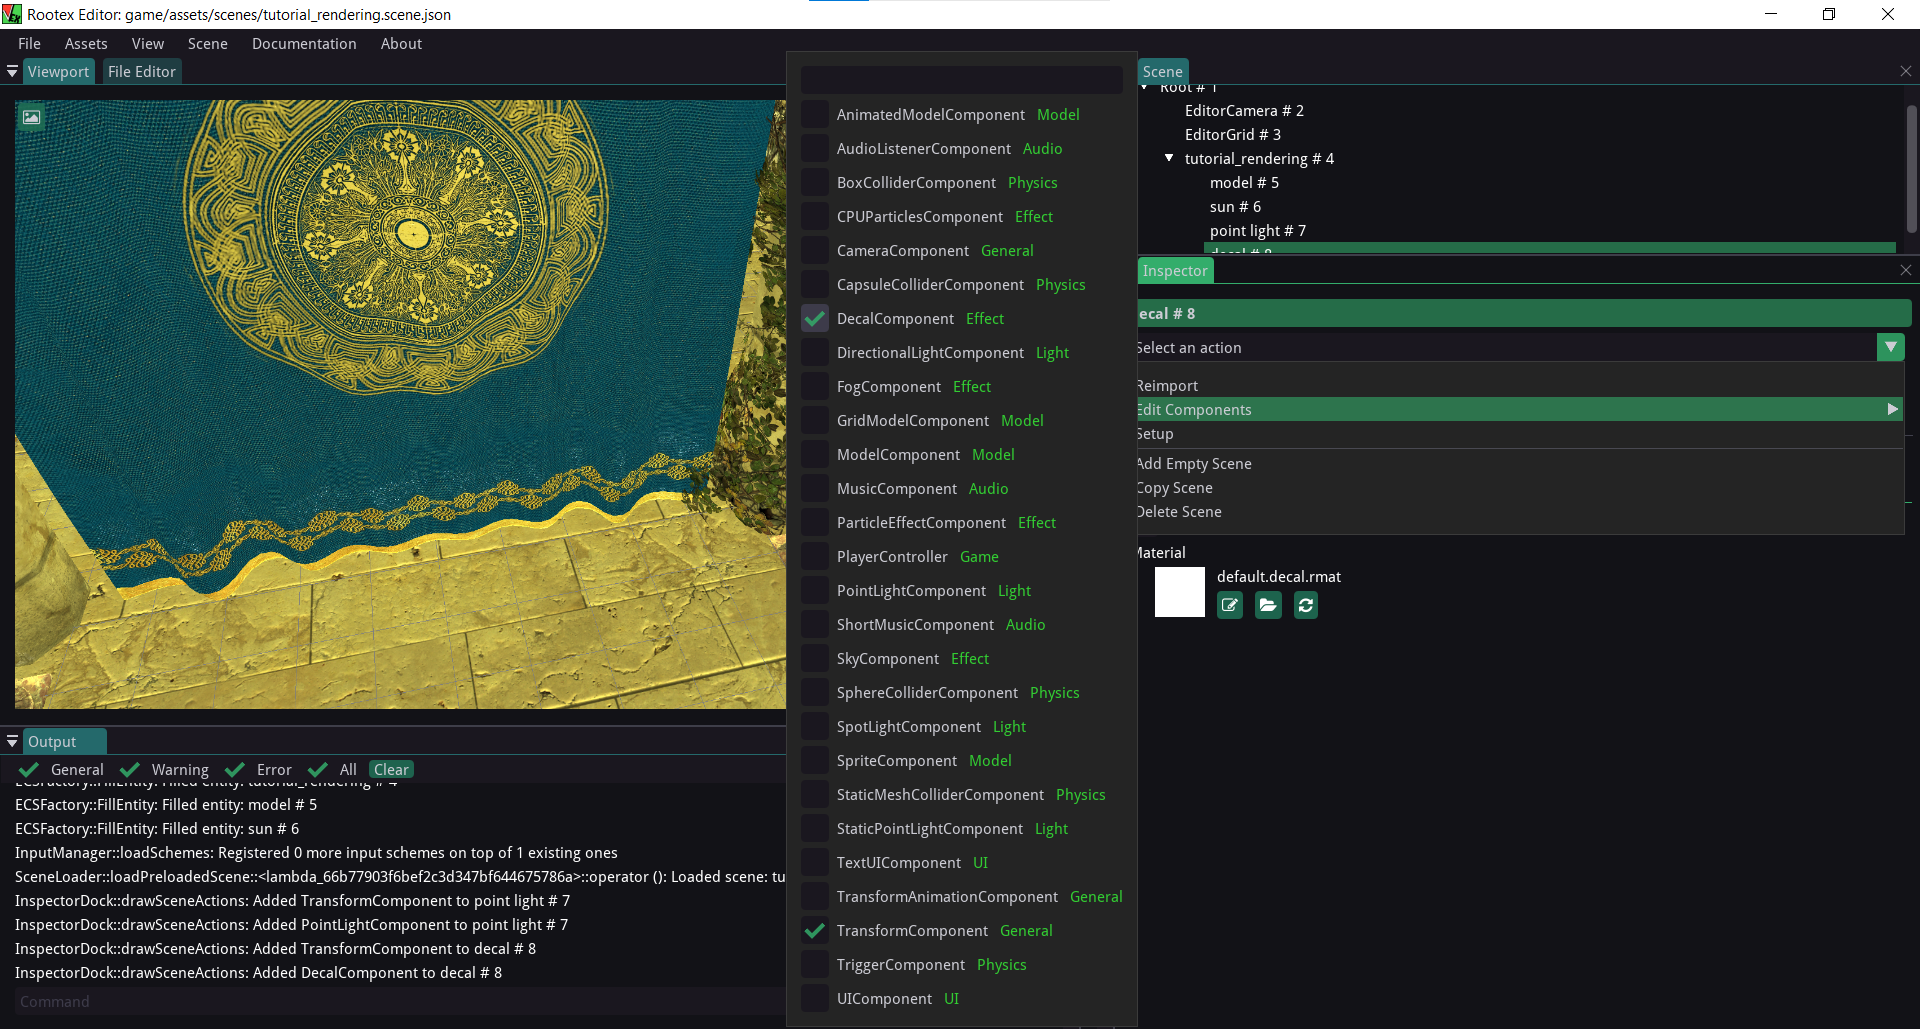 Rootex Editor: game/assets/scenes/tutorial_rendering.scene.json
File Assets View Scene Documentation About
Viewport File Editor
AnimatedModelComponent Model
AudioListenerComponent Audio
BoxColliderComponent Physics
CPUParticlesComponent Effect
CameraComponent General
CapsuleColliderComponent Physics
DecalComponent Effect
DirectionalLightComponent Light
FogComponent Effect
GridModelComponent Model
ModelComponent Model
MusicComponent Audio
ParticleEffectComponent Effect
PlayerController Game
PointLightComponent Light
ShortMusicComponent Audio
SkyComponent Effect
SphereColliderComponent Physics
SpotLightComponent Light
SpriteComponent Model
StaticMeshColliderComponent Physics
StaticPointLightComponent Light
TextUIComponent UI
TransformAnimationComponent General
TransformComponent General
TriggerComponent Physics
UIComponent UI
Scene
Root # 1
EditorCamera # 2
EditorGrid # 3
tutorial_rendering # 4
model # 5
sun # 6
point light # 7
decal # 8
Inspector
ecal # 8
Select an action
Reimport
Edit Components
Setup
Add Empty Scene
Copy Scene
Delete Scene
Material
default.decal.rmat
Output
General Warning Error All Clear
ECSFactory::FillEntity: Filled entity: tutorial_rendering # 4
ECSFactory::FillEntity: Filled entity: model # 5
ECSFactory::FillEntity: Filled entity: sun # 6
InputManager::loadSchemes: Registered 0 more input schemes on top of 1 existing ones
SceneLoader::loadPreloadedScene::<lambda_66b77903f6bef2c3d347bf644675786a>::operator (): Loaded scene: tu
InspectorDock::drawSceneActions: Added TransformComponent to point light # 7
InspectorDock::drawSceneActions: Added PointLightComponent to point light # 7
InspectorDock::drawSceneActions: Added TransformComponent to decal # 8
InspectorDock::drawSceneActions: Added DecalComponent to decal # 8
Command